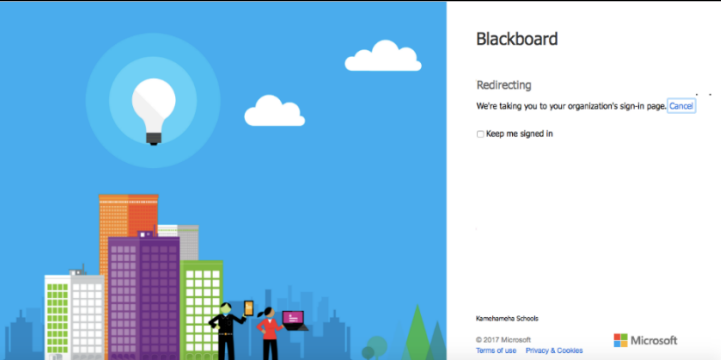 Blackboard
Redirecting
We're taking you to your organization's sign-in page. Cancel
Keep me signed in
Kamehameha Schools
© 2017 Microsoft
Terms of use Privacy & Cookies
Microsoft